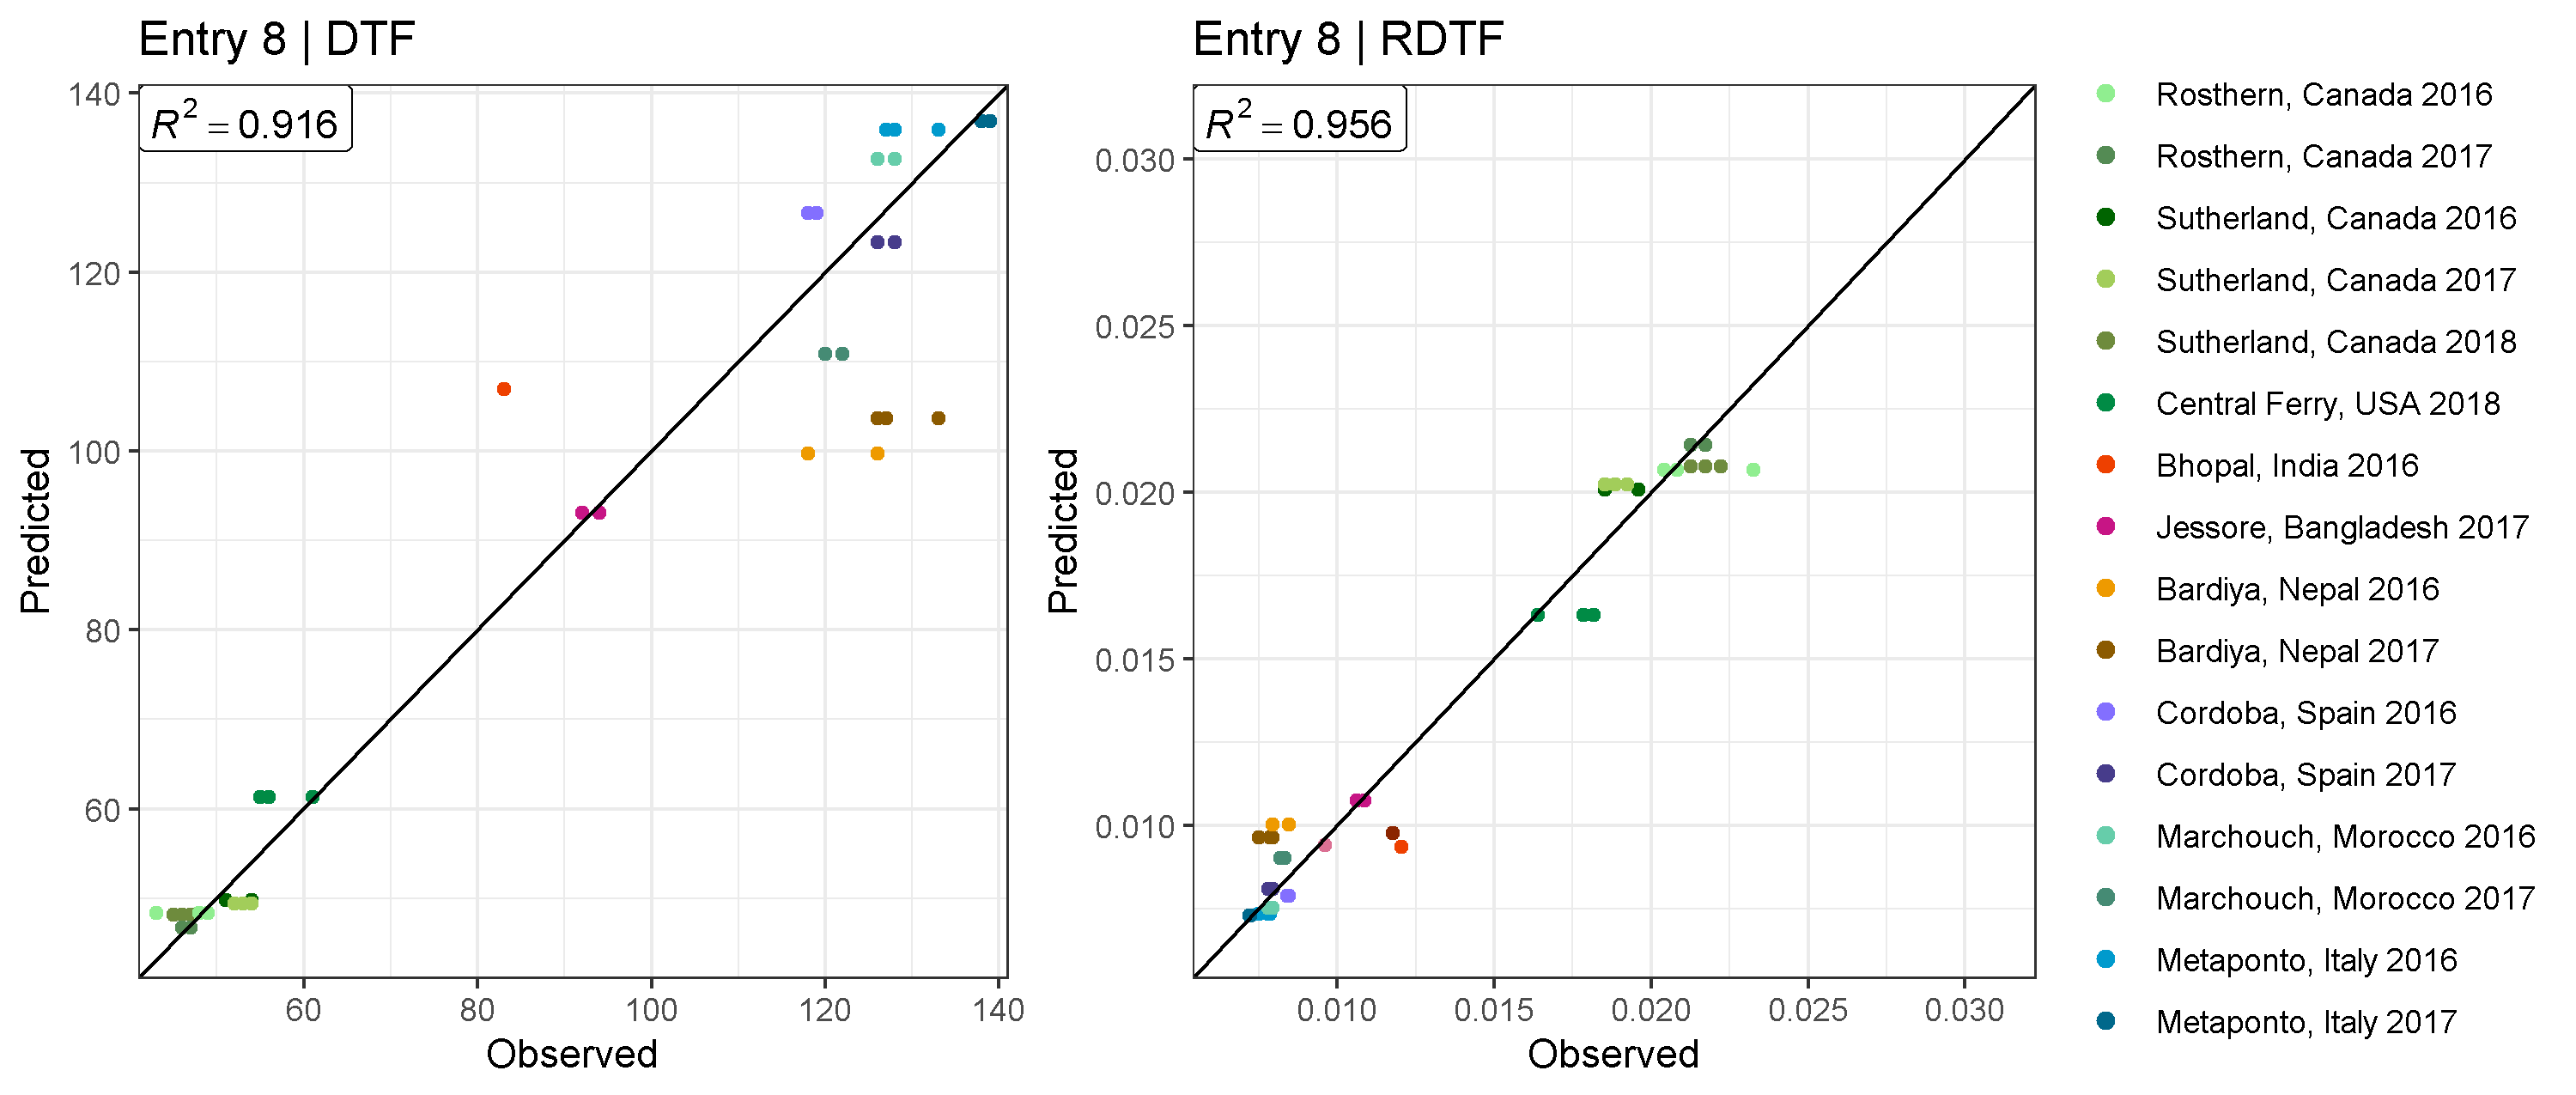 Entry 8 | DTF
R² = 0.916
140
120
100
80
60
Predicted
60 80 100 120 140
Observed
Entry 8 | RDTF
R² = 0.956
0.030
0.025
0.020
0.015
0.010
Predicted
0.010 0.015 0.020 0.025 0.030
Observed
Rosthern, Canada 2016
Rosthern, Canada 2017
Sutherland, Canada 2016
Sutherland, Canada 2017
Sutherland, Canada 2018
Central Ferry, USA 2018
Bhopal, India 2016
Jessore, Bangladesh 2017
Bardiya, Nepal 2016
Bardiya, Nepal 2017
Cordoba, Spain 2016
Cordoba, Spain 2017
Marchouch, Morocco 2016
Marchouch, Morocco 2017
Metaponto, Italy 2016
Metaponto, Italy 2017